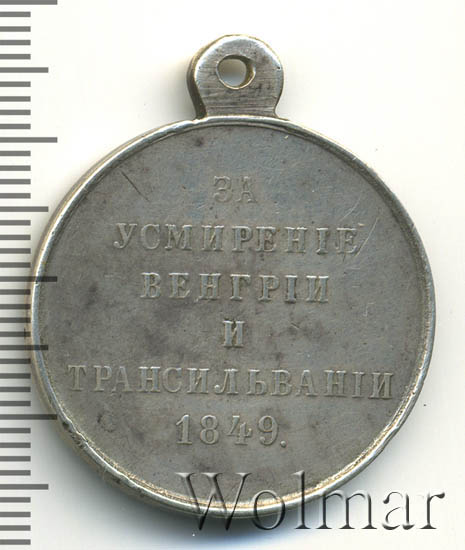 ЗА
УСМИРЕНІЕ
ВЕНГРІИ
И
ТРАНСИЛЬВАНІИ
1849.
Wolmar